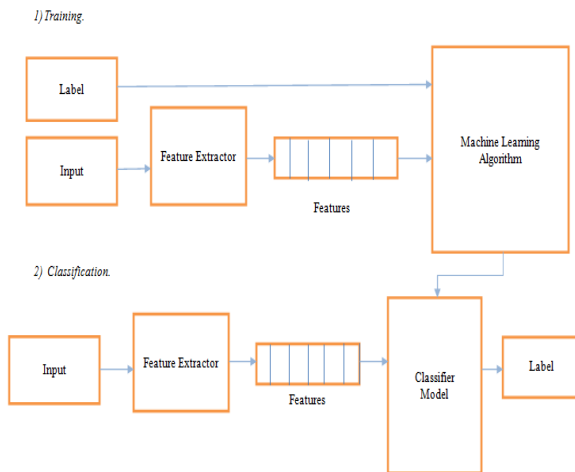 1) Training.
Label
Input
Feature Extractor
Features
Machine Learning
Algorithm
2) Classification.
Input
Feature Extractor
Features
Classifier
Model
Label